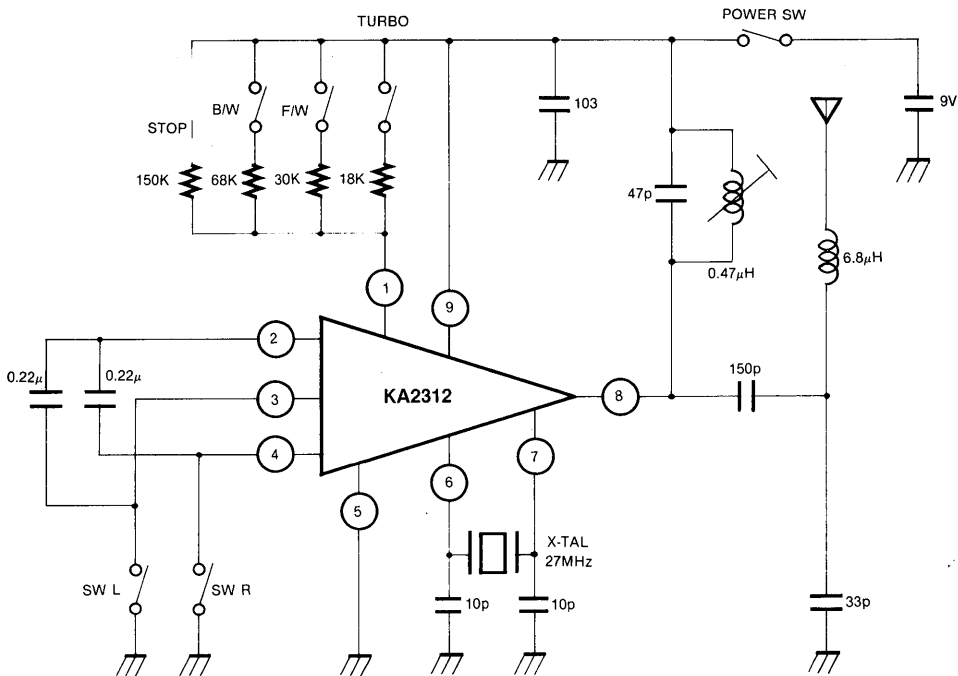 TURBO
POWER SW
B/W
F/W
103
9V
STOP
150K
68K
30K
18K
47p
0.47μH
6.8μH
1
9
2
0.22μ
0.22μ
3
KA2312
8
150p
4
7
6
5
X-TAL
27MHz
SW L
SW R
10p
10p
33p